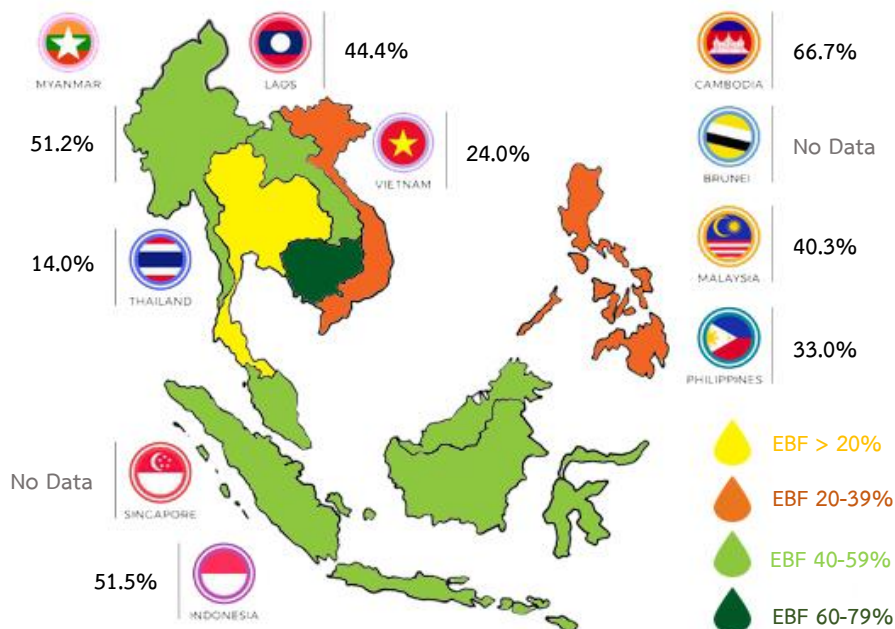 MYANMAR
51.2%
LAOS
44.4%
VIETNAM
24.0%
THAILAND
14.0%
CAMBODIA
66.7%
BRUNEI
No Data
MALAYSIA
40.3%
PHILIPPINES
33.0%
SINGAPORE
No Data
INDONESIA
51.5%
EBF > 20%
EBF 20-39%
EBF 40-59%
EBF 60-79%